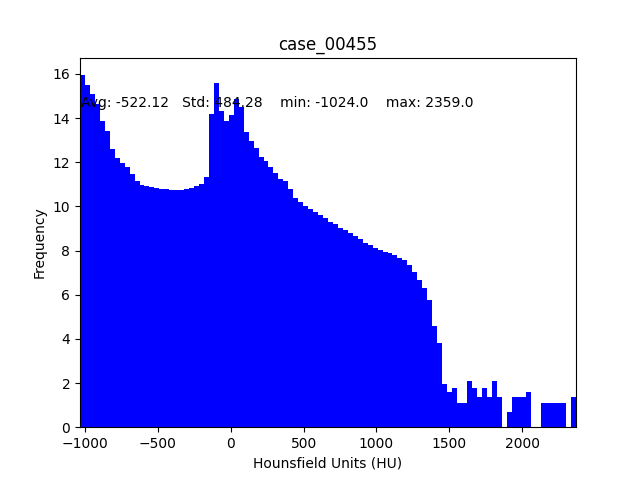 case_00455
Avg: -522.12   Std: 484.28    min: -1024.0    max: 2359.0
16
14
12
10
8
6
4
2
0
Frequency
−1000 −500 0 500 1000 1500 2000
Hounsfield Units (HU)